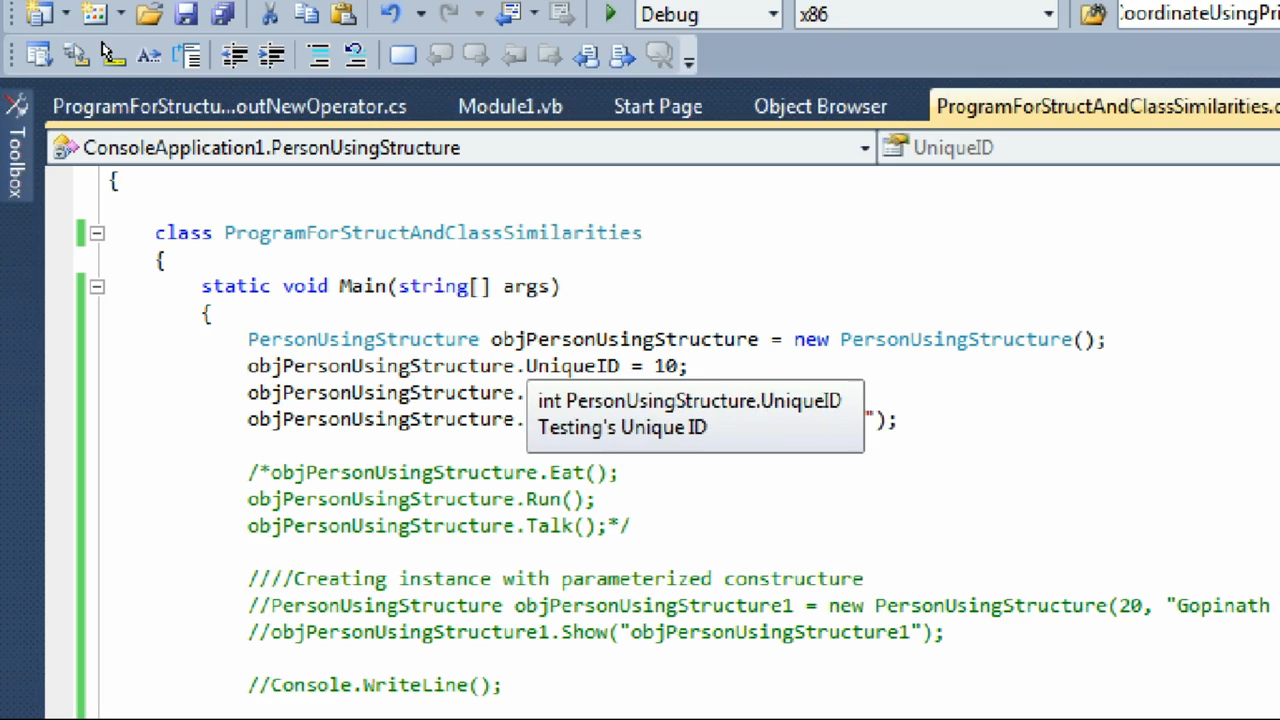 Debug x86 :oordinateUsingPri
ProgramForStructu...outNewOperator.cs Module1.vb Start Page Object Browser ProgramForStructAndClassSimilarities.c
Toolbox
ConsoleApplication1.PersonUsingStructure UniqueID
{
class ProgramForStructAndClassSimilarities
{
static void Main(string[] args)
{
PersonUsingStructure objPersonUsingStructure = new PersonUsingStructure();
objPersonUsingStructure.UniqueID = 10;
objPersonUsingStructure.
int PersonUsingStructure.UniqueID
objPersonUsingStructure. ");
Testing's Unique ID
/*objPersonUsingStructure.Eat();
objPersonUsingStructure.Run();
objPersonUsingStructure.Talk();*/
////Creating instance with parameterized constructure
//PersonUsingStructure objPersonUsingStructure1 = new PersonUsingStructure(20, "Gopinath
//objPersonUsingStructure1.Show("objPersonUsingStructure1");
//Console.WriteLine();